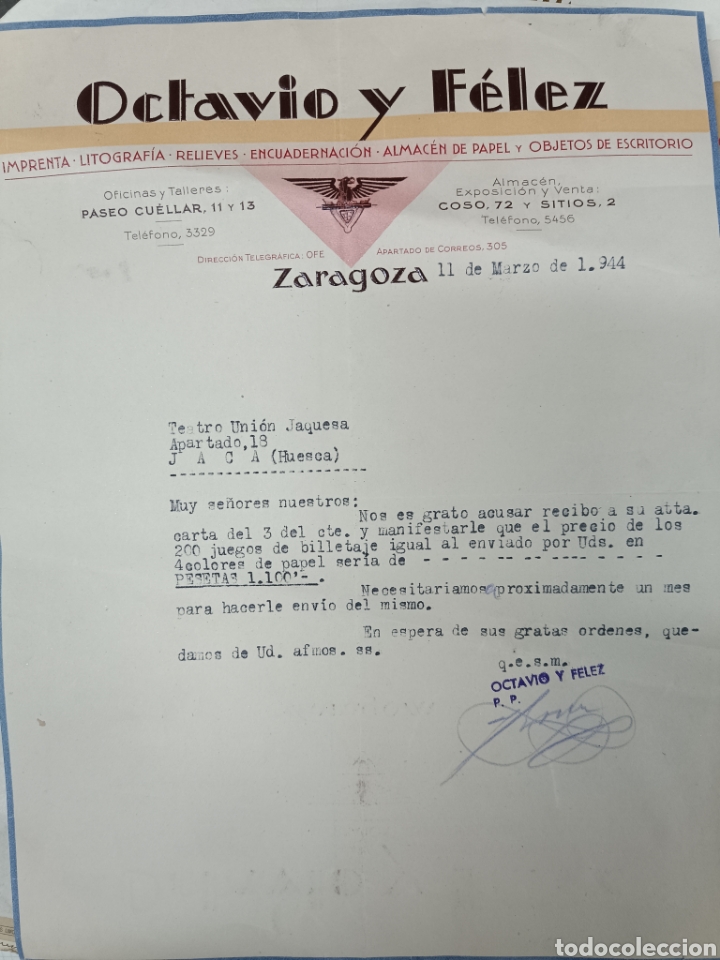 Octavio y Félez
IMPRENTA · LITOGRAFÍA · RELIEVES · ENCUADERNACIÓN · ALMACÉN DE PAPEL Y OBJETOS DE ESCRITORIO
Oficinas y Talleres:
PASEO CUÉLLAR, 11 Y 13
Teléfono, 3329
Almacén,
Exposición y Venta:
COSO, 72 Y SITIOS, 2
Teléfono, 5456
DIRECCIÓN TELEGRÁFICA: OFE
APARTADO DE CORREOS, 305
Zaragoza 11 de Marzo de 1.944
Teatro Unión Jaquesa
Apartado,18
J A C A (Huesca)
-----------------------
Muy señores nuestros:
Nos es grato acusar recibo a su atta.
carta del 3 del cte. y manifestarle que el precio de los
200 juegos de billetaje igual al enviado por Uds. en
4colores de papel sería de - - - - -- -- ---- - - - -
PESETAS 1.100'-.
Necesitariamos aproximadamente un mes
para hacerle envio del mismo.
En espera de sus gratas ordenes, que-
damos de Ud. afmos. ss.
q.e.s.m.
OCTAVIO Y FELEZ
P. P.
todocoleccion